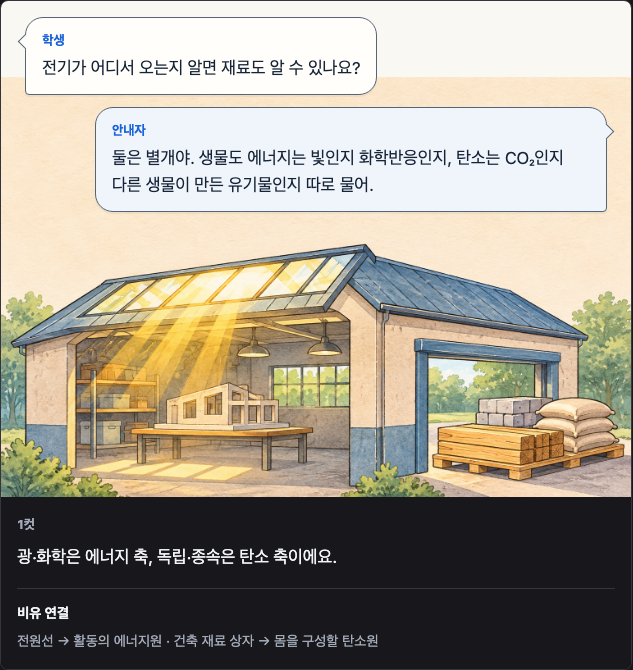 학생
전기가 어디서 오는지 알면 재료도 알 수 있나요?
안내자
둘은 별개야. 생물도 에너지는 빛인지 화학반응인지, 탄소는 CO₂인지
다른 생물이 만든 유기물인지 따로 물어.
1컷
광·화학은 에너지 축, 독립·종속은 탄소 축이에요.
비유 연결
전원선 → 활동의 에너지원 · 건축 재료 상자 → 몸을 구성할 탄소원